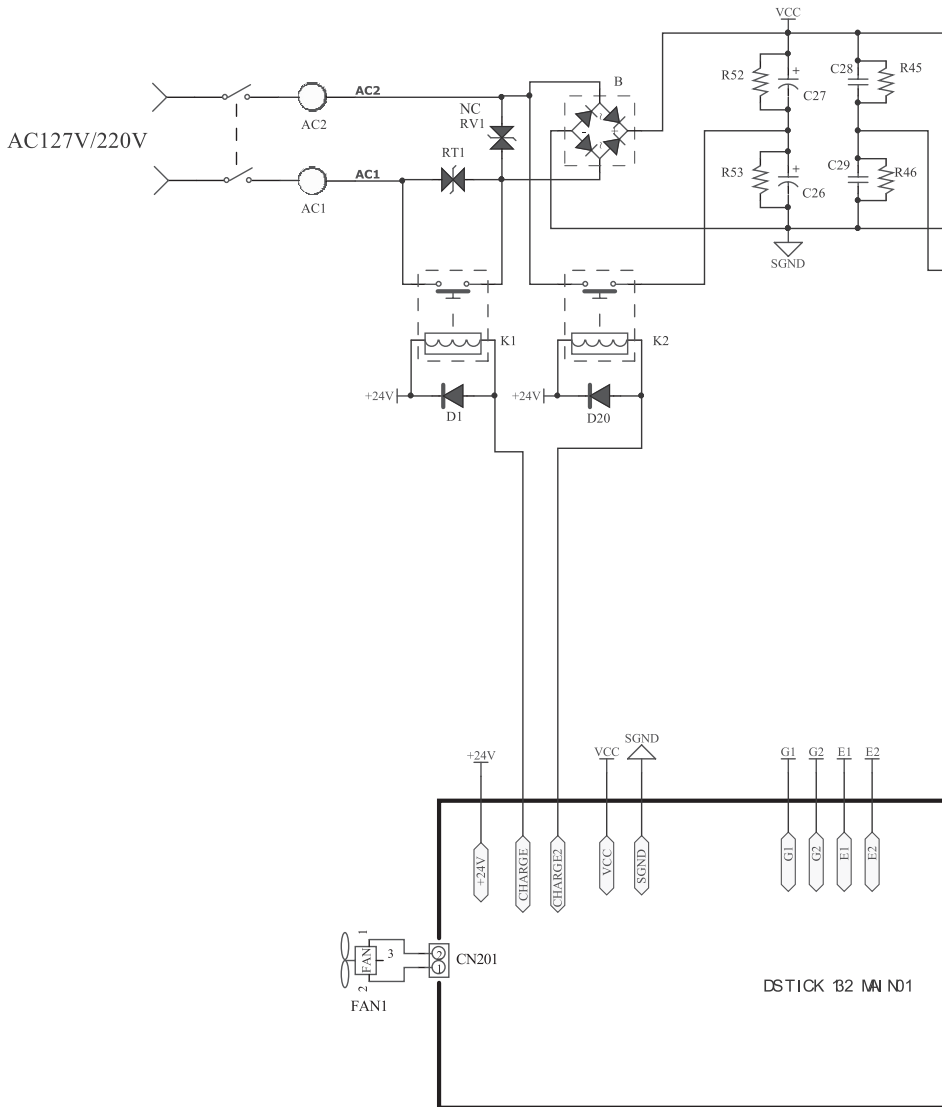 VCC
B
R52
+
C27
C28
R45
AC2
AC2
NC
RV1
~
- +
~
AC127V/220V
RT1
R53
+
C26
C29
R46
AC1
AC1
SGND
K1
K2
+24V
D1
+24V
D20
+24V
VCC
SGND
G1
G2
E1
E2
+24V
CHARGE
CHARGE2
VCC
SGND
G1
G2
E1
E2
1
3
FAN
2
FAN1
2
1
CN201
DSTICK 132 MAIN01